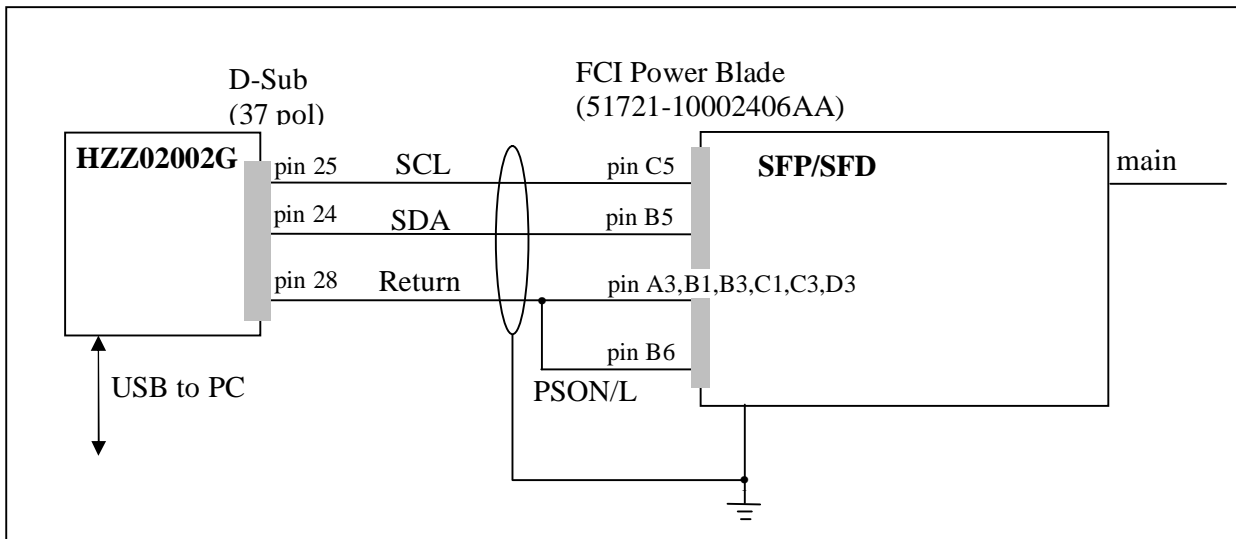 D-Sub
(37 pol)
FCI Power Blade
(51721-10002406AA)
HZZ02002G
pin 25
SCL
pin C5
SFP/SFD
main
pin 24
SDA
pin B5
pin 28
Return
pin A3,B1,B3,C1,C3,D3
pin B6
PSON/L
USB to PC